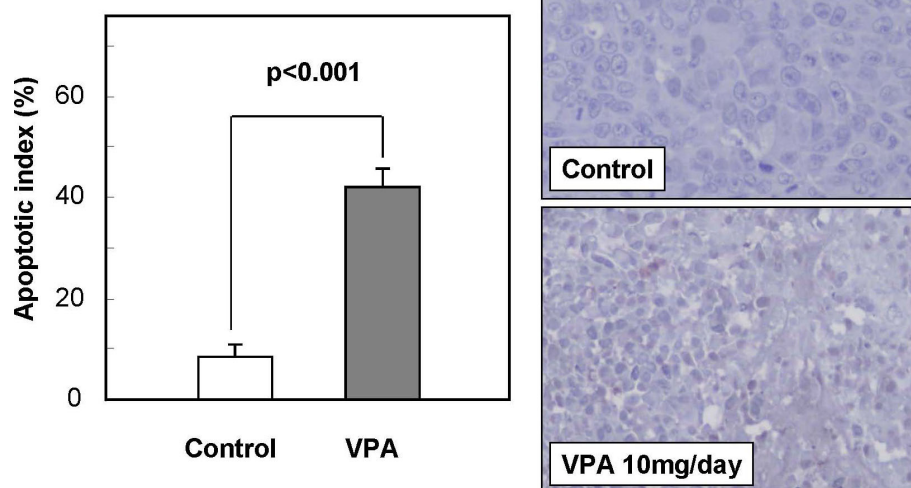 Apoptotic index (%)
60
40
20
0
p<0.001
Control
VPA
Control
VPA 10mg/day